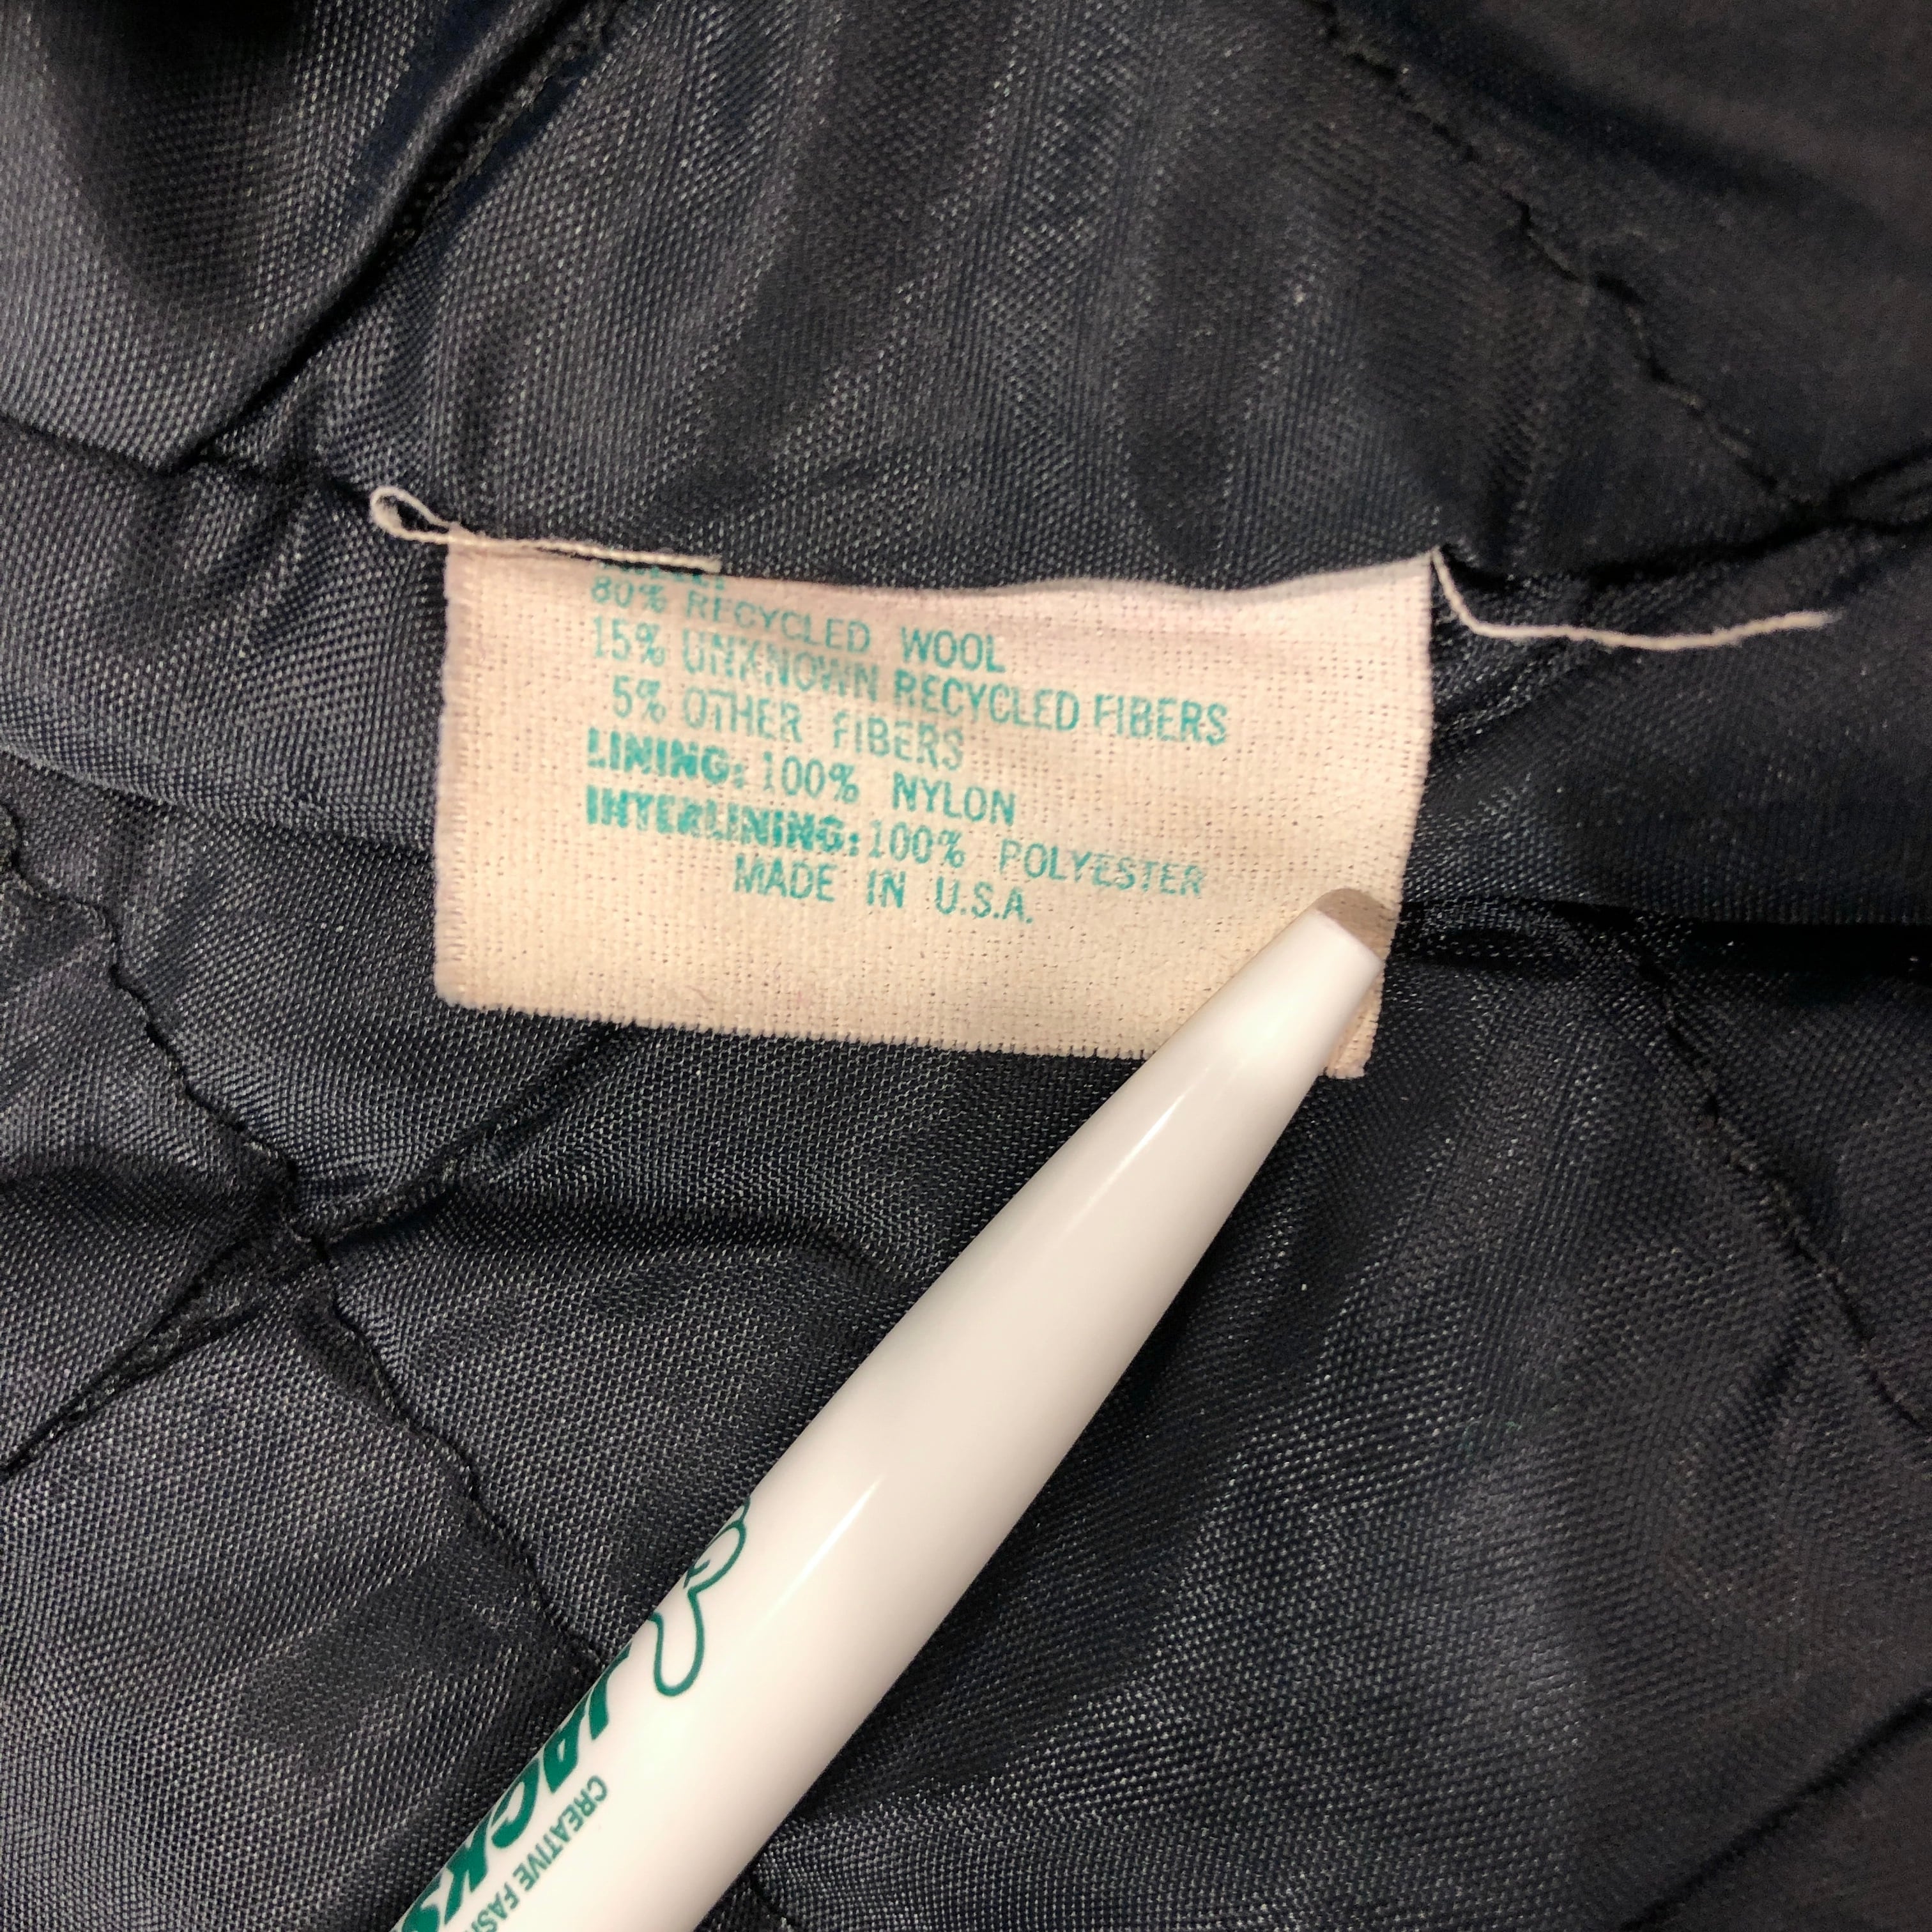 80% RECYCLED WOOL
15% UNKNOWN RECYCLED FIBERS
5% OTHER FIBERS
LINING: 100% NYLON
INTERLINING: 100% POLYESTER
MADE IN U.S.A.
JACKS
CREATIVE